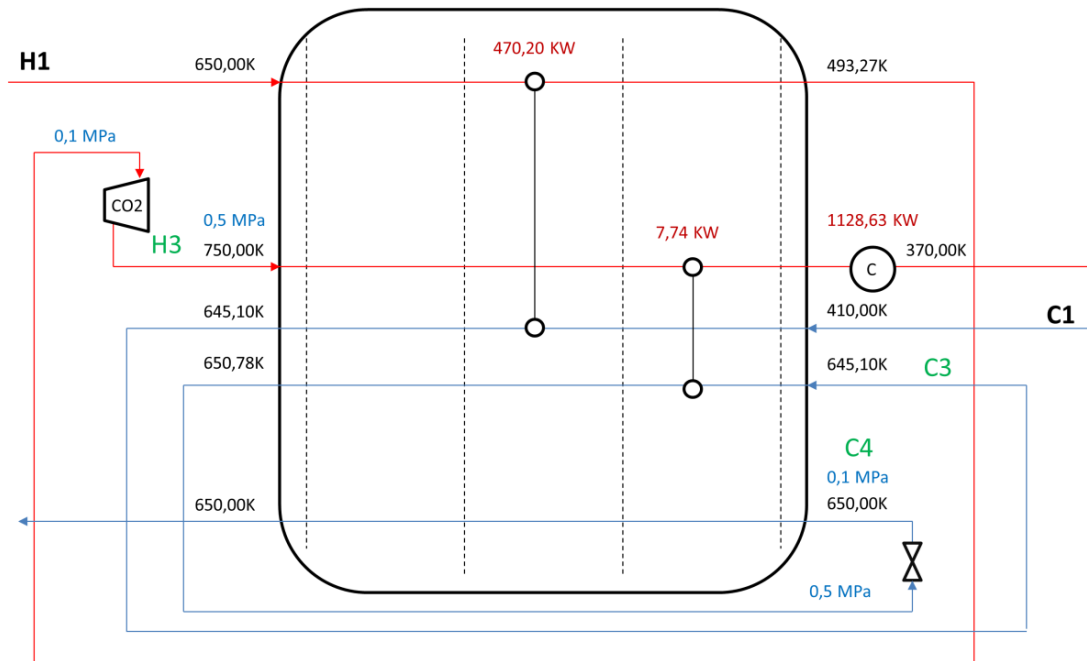 470,20 KW
H1
650,00K
493,27K
0,1 MPa
CO2
0,5 MPa
7,74 KW
1128,63 KW
H3
750,00K
C
370,00K
645,10K
410,00K
C1
650,78K
645,10K
C3
C4
0,1 MPa
650,00K
650,00K
0,5 MPa